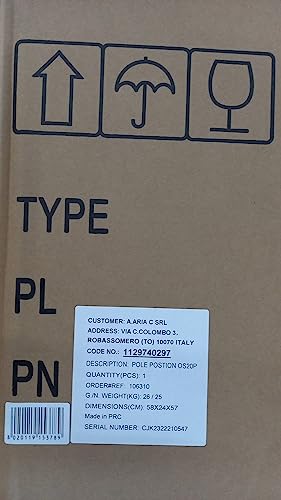 TYPE
PL
PN
CUSTOMER: A.ARIA C SRL
ADDRESS: VIA C.COLOMBO 3,
ROBASSOMERO (TO) 10070 ITALY
CODE NO.: 1129740297
DESCRIPTION: POLE POSTION OS20P
QUANTITY(PCS): 1
ORDER#REF: 106310
G./N. WEIGHT(KG): 26 / 25
DIMENSIONS(CM): 58X24X57
Made in PRC
SERIAL NUMBER: CJK2322210547
8020119153789